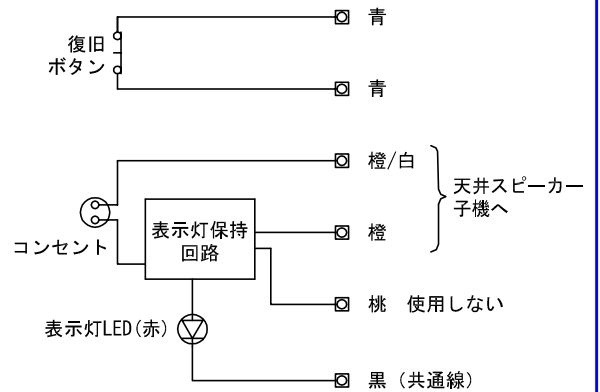 青
復旧
ボタン
青
橙/白
天井スピーカー
子機へ
コンセント
表示灯保持
回路
橙
桃 使用しない
表示灯LED(赤)
黒 (共通線)